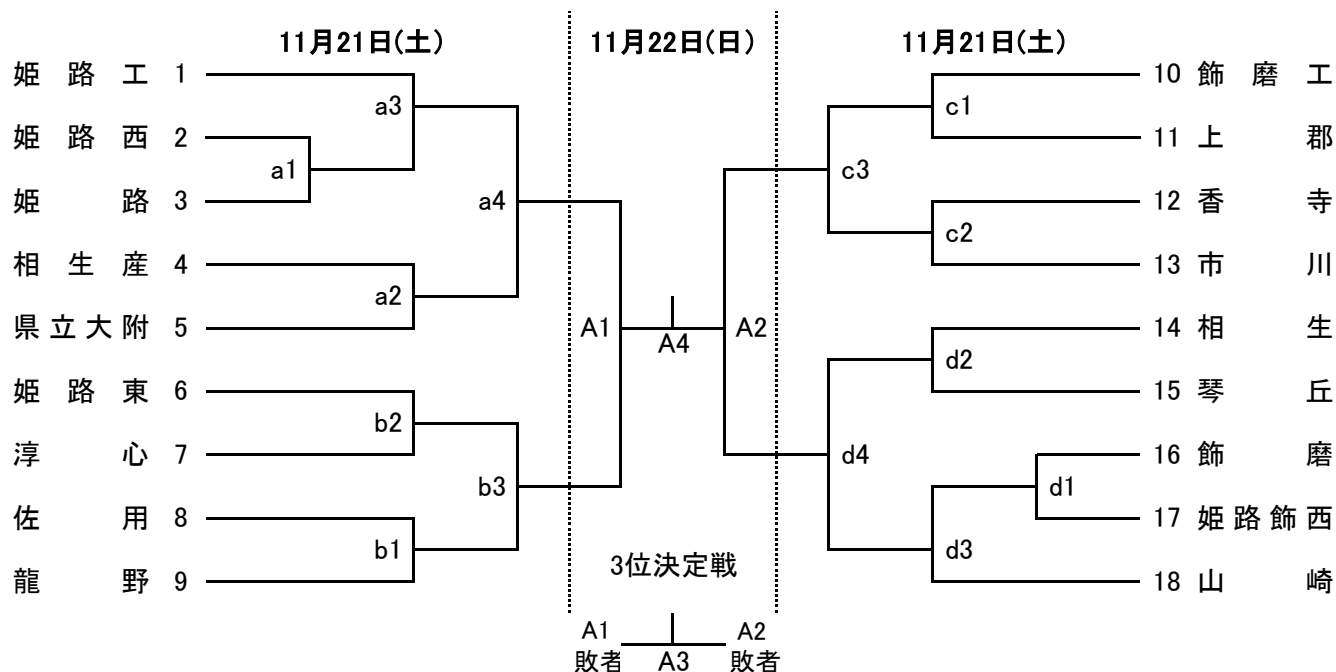 11月21日(土) 11月22日(日) 11月21日(土)
姫路工 1
a3
姫路西 2
a1
姫路 3
a4
相生産 4
a2
県立大附 5
姫路東 6
b2
淳心 7
b3
佐用 8
b1
龍野 9
A1
A4
A2
10 飾磨工
c1
11 上郡
c3
12 香寺
c2
13 市川
14 相生
d2
15 琴丘
d4
16 飾磨
d1
17 姫路飾西
d3
18 山崎
3位決定戦
A1 A2
敗者 A3 敗者